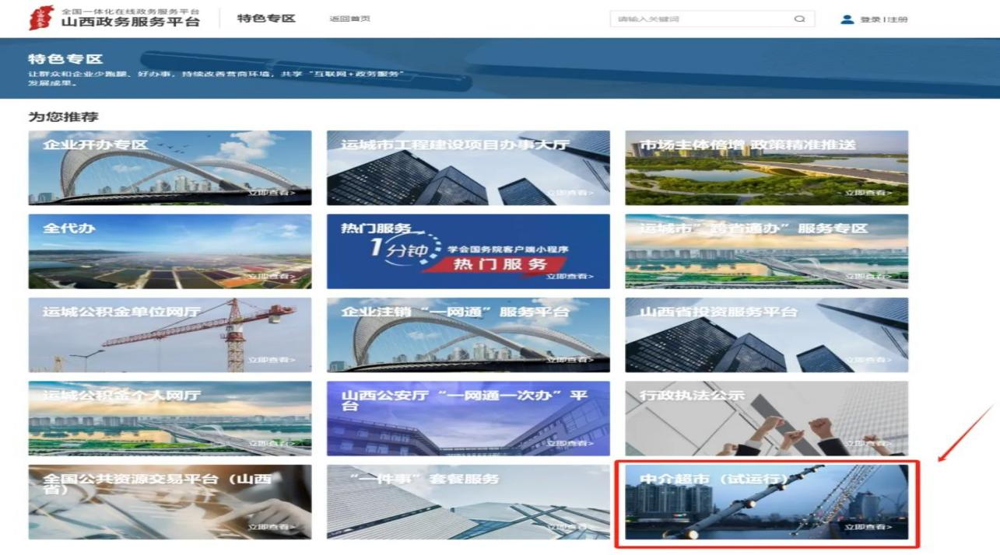 山西政务
全国一体化在线政务服务平台
山西政务服务平台
特色专区
返回首页
请输入关键词
登录 | 注册
特色专区
让群众和企业少跑腿、好办事，持续改善营商环境，共享“互联网+政务服务”
发展成果。
为您推荐
企业开办专区
立即查看>
运城市工程建设项目办事大厅
立即查看>
市场主体倍增 政策精准推送
立即查看>
全代办
立即查看>
热门服务
1分钟
学会国务院客户端小程序
热门服务
立即查看>
运城市“跨省通办”服务专区
立即查看>
运城公积金单位网厅
立即查看>
企业注销“一网通”服务平台
立即查看>
山西省投资服务平台
立即查看>
运城公积金个人网厅
立即查看>
山西公安厅“一网通一次办”平
台
立即查看>
行政执法公示
立即查看>
全国公共资源交易平台（山西
省）
立即查看>
“一件事”套餐服务
立即查看>
中介超市（试运行）
立即查看>